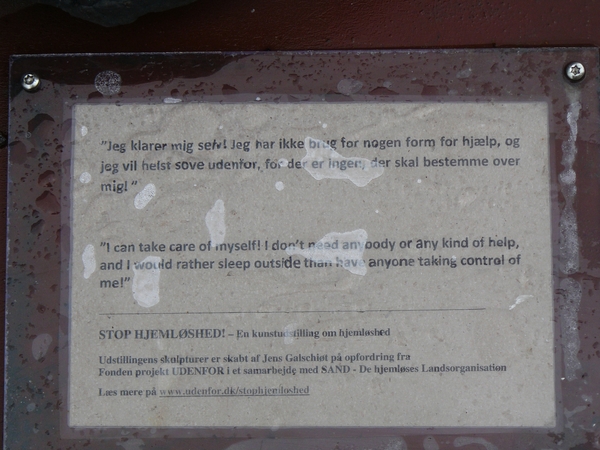 "Jeg klarer mig selv! Jeg har ikke brug for nogen form for hjælp, og
jeg vil helst sove udenfor, for der er ingen, der skal bestemme over
mig! "
"I can take care of myself! I don't need anybody or any kind of help,
and I would rather sleep outside than have anyone taking control of
me!"
STOP HJEMLØSHED! – En kunstudstilling om hjemløshed
Udstillingens skulpturer er skabt af Jens Galschiøt på opfordring fra
Fonden projekt UDENFOR i et samarbejde med SAND - De hjemløses Landsorganisation
Læs mere på www.udenfor.dk/stophjemloshed